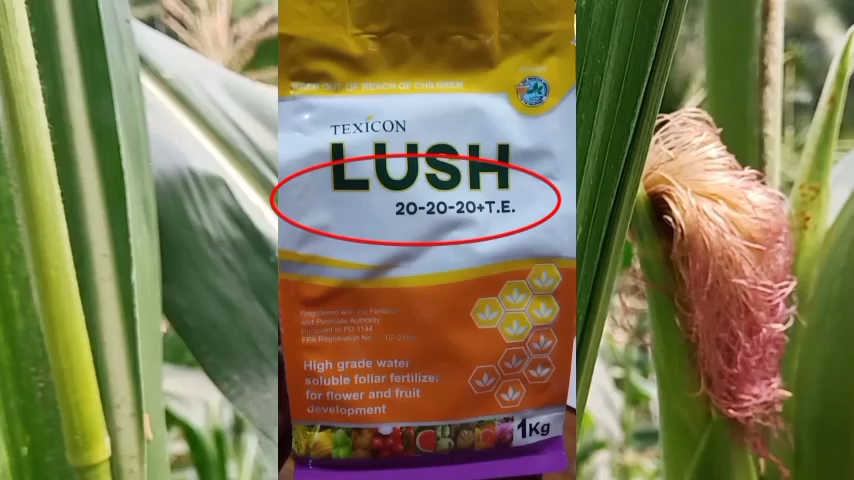 KEEP OUT OF REACH OF CHILDREN
TEXICON
LUSH
20-20-20+T.E.
Registered with the Fertilizer
and Pesticide Authority
Pursuant to PD 1144
FPA Registration No.:
High grade water
soluble foliar fertilizer
for flower and fruit
development
1Kg